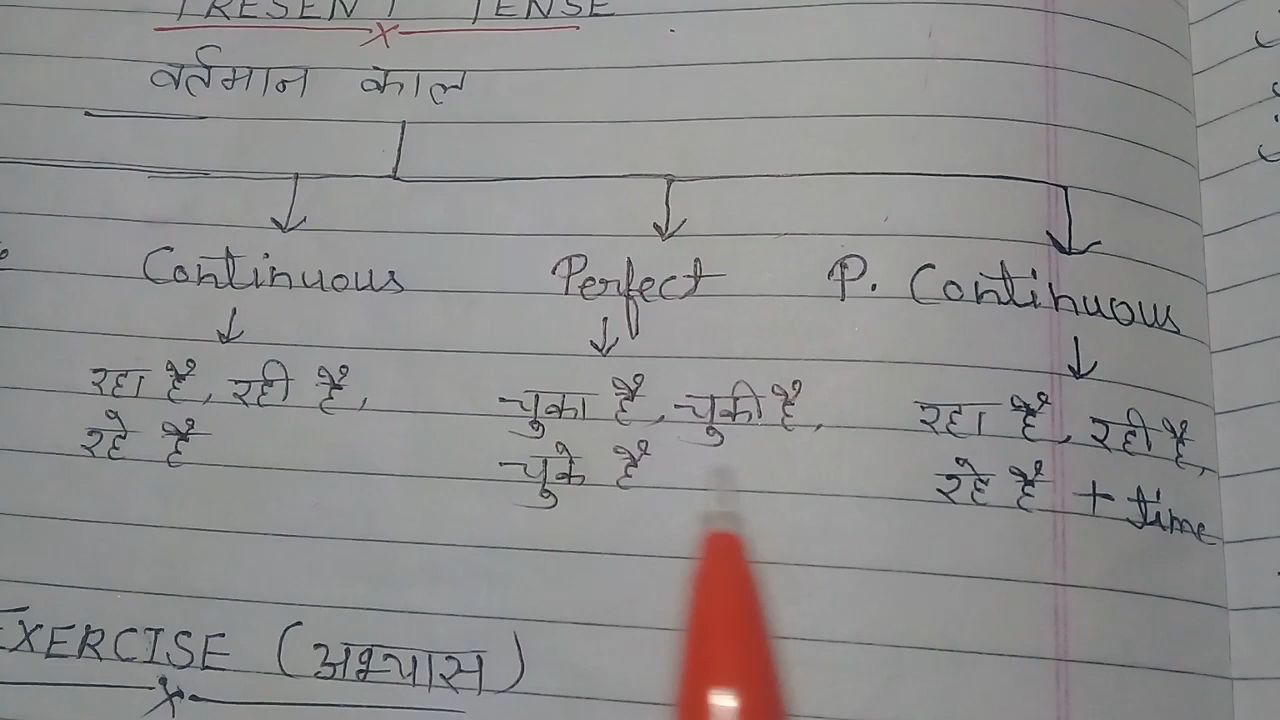 PRESENT TENSE
वर्तमान काल
Continuous Perfect P. Continuous
रहा है, रही है, चुका है, चुकी है, रहा है, रही है,
रहे हैं चुके हैं रहे हैं + time
EXERCISE (अभ्यास)